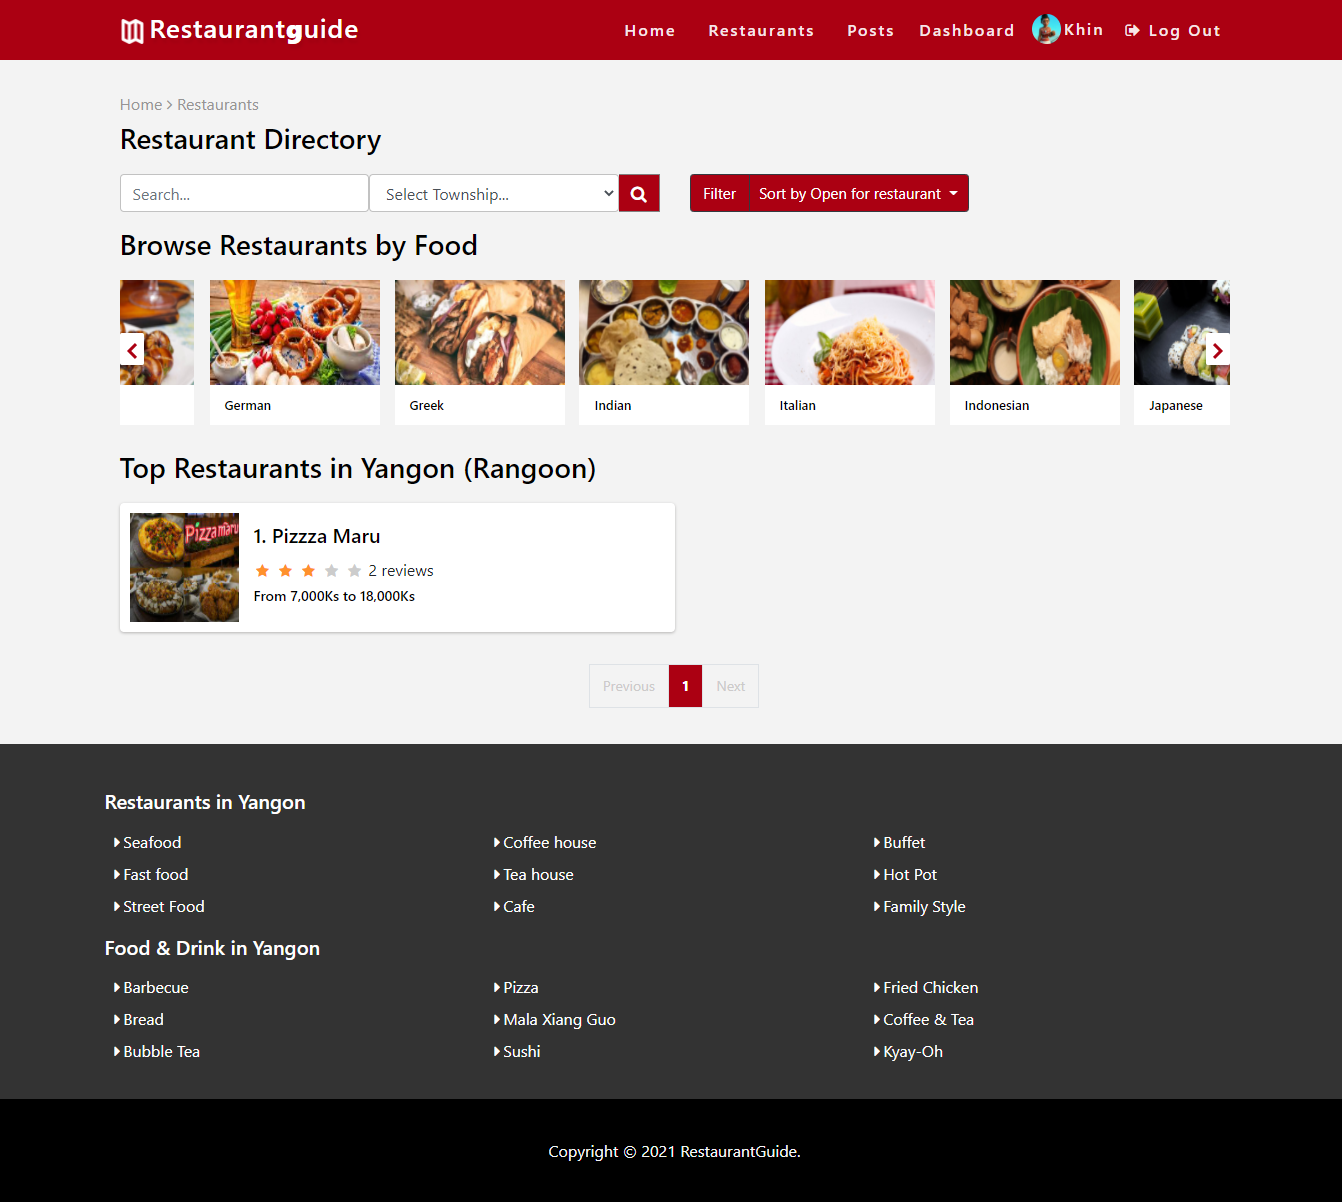 Restaurantguide
Home Restaurants Posts Dashboard Khin Log Out
Home > Restaurants
Restaurant Directory
Search... Select Township... Filter Sort by Open for restaurant
Browse Restaurants by Food
German Greek Indian Italian Indonesian Japanese
Top Restaurants in Yangon (Rangoon)
Pizzamaru
1. Pizzza Maru
2 reviews
From 7,000Ks to 18,000Ks
Previous 1 Next
Restaurants in Yangon
Seafood Coffee house Buffet
Fast food Tea house Hot Pot
Street Food Cafe Family Style
Food & Drink in Yangon
Barbecue Pizza Fried Chicken
Bread Mala Xiang Guo Coffee & Tea
Bubble Tea Sushi Kyay-Oh
Copyright © 2021 RestaurantGuide.